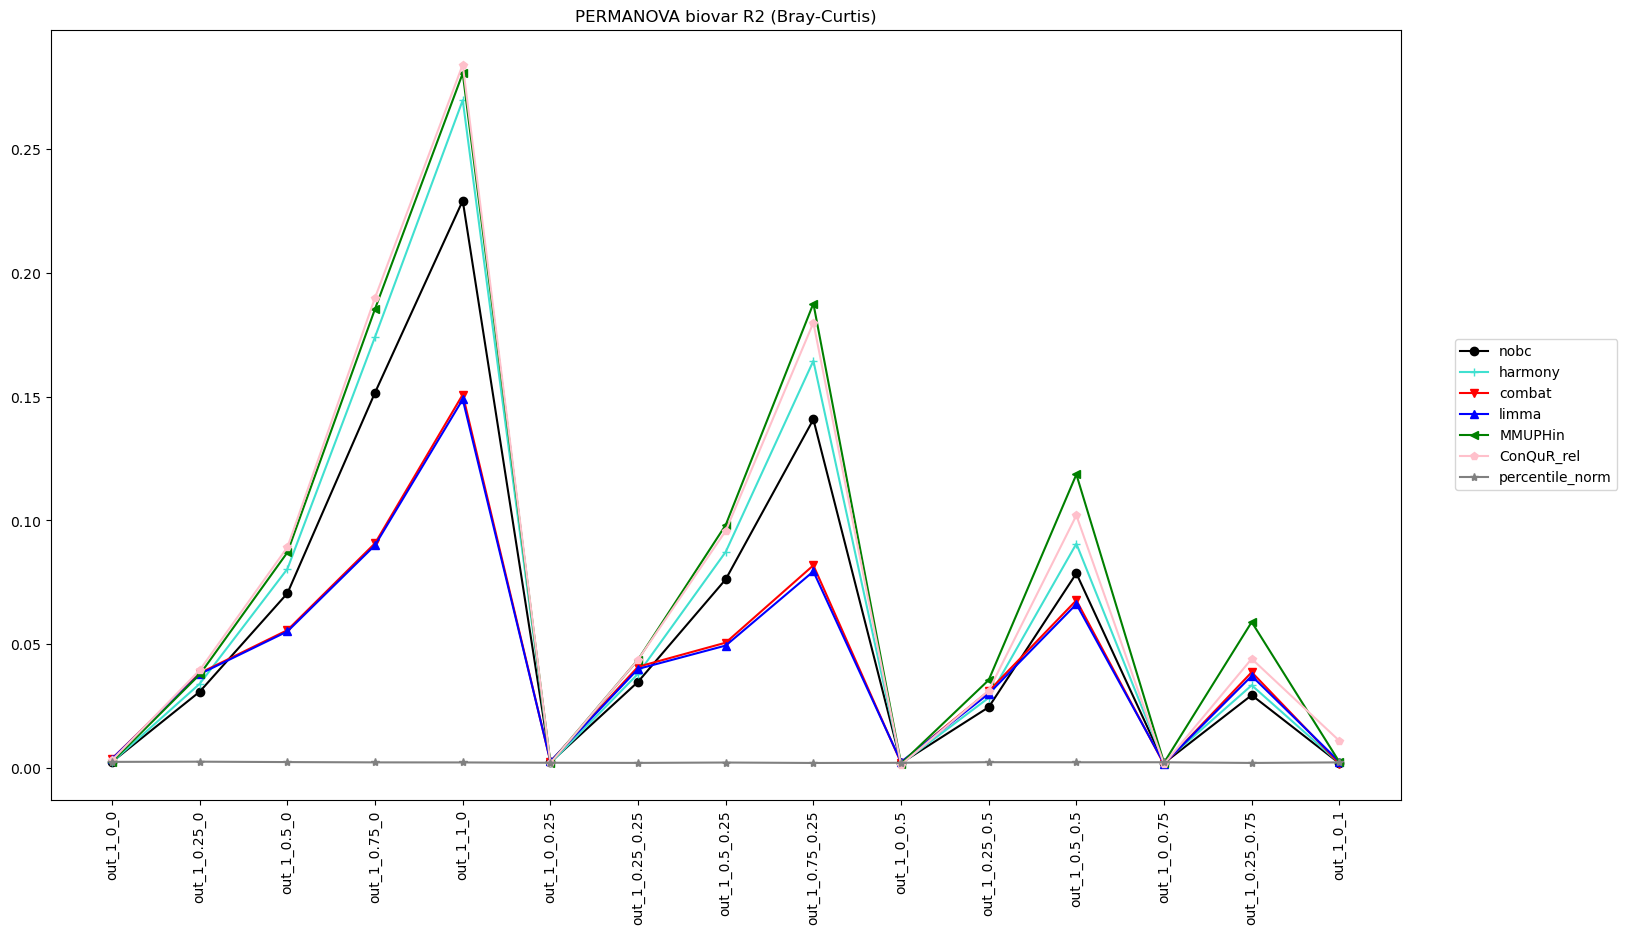 PERMANOVA biovar R2 (Bray-Curtis)
0.25
0.20
0.15
0.10
0.05
0.00
nobc
harmony
combat
limma
MMUPHin
ConQuR_rel
percentile_norm
out_1_0_0
out_1_0.25_0
out_1_0.5_0
out_1_0.75_0
out_1_1_0
out_1_0_0.25
out_1_0.25_0.25
out_1_0.5_0.25
out_1_0.75_0.25
out_1_0_0.5
out_1_0.25_0.5
out_1_0.5_0.5
out_1_0_0.75
out_1_0.25_0.75
out_1_0_1